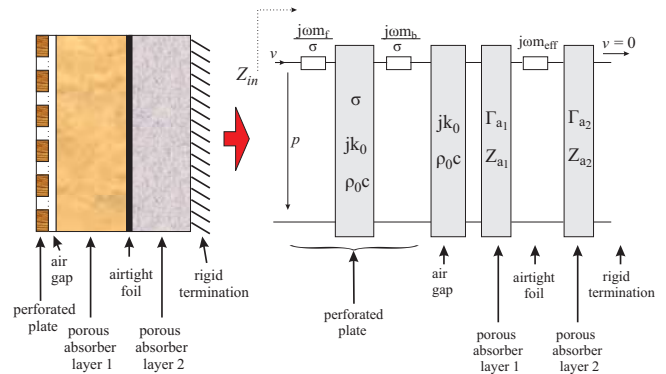 jωm_f
σ
jωm_b
σ
jωm_eff
v
v = 0
Z_in
p
σ
jk_0
ρ_0c
jk_0
ρ_0c
Γ_a1
Z_a1
Γ_a2
Z_a2
air
gap
airtight
foil
rigid
termination
perforated
plate
porous
absorber
layer 1
porous
absorber
layer 2
perforated
plate
air
gap
airtight
foil
rigid
termination
porous
absorber
layer 1
porous
absorber
layer 2